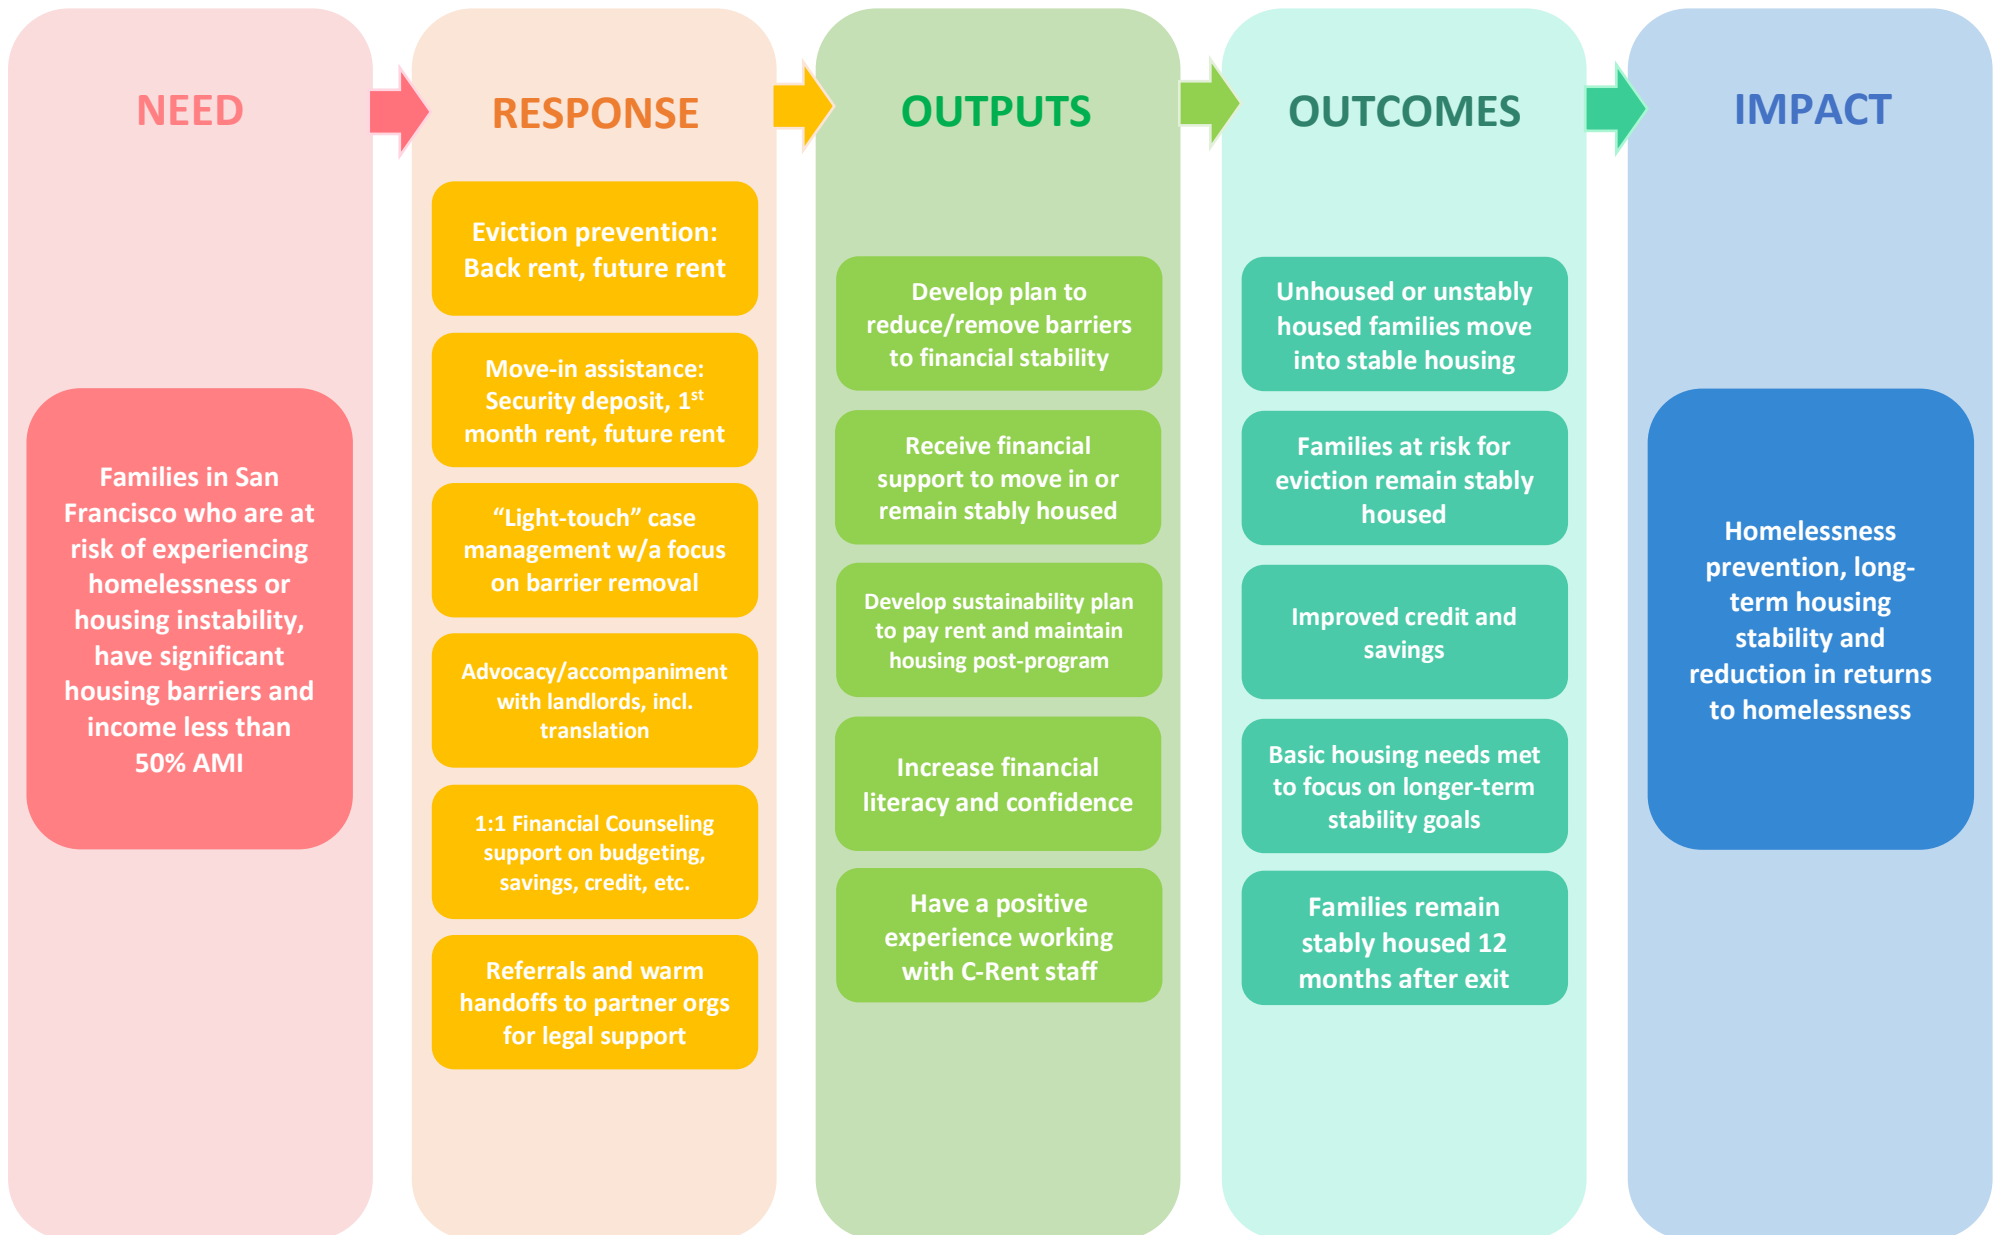 NEED
Families in San
Francisco who are at
risk of experiencing
homelessness or
housing instability,
have significant
housing barriers and
income less than
50% AMI
RESPONSE
Eviction prevention:
Back rent, future rent
Move-in assistance:
Security deposit, 1st
month rent, future rent
“Light-touch” case
management w/a focus
on barrier removal
Advocacy/accompaniment
with landlords, incl.
translation
1:1 Financial Counseling
support on budgeting,
savings, credit, etc.
Referrals and warm
handoffs to partner orgs
for legal support
OUTPUTS
Develop plan to
reduce/remove barriers
to financial stability
Receive financial
support to move in or
remain stably housed
Develop sustainability plan
to pay rent and maintain
housing post-program
Increase financial
literacy and confidence
Have a positive
experience working
with C-Rent staff
OUTCOMES
Unhoused or unstably
housed families move
into stable housing
Families at risk for
eviction remain stably
housed
Improved credit and
savings
Basic housing needs met
to focus on longer-term
stability goals
Families remain
stably housed 12
months after exit
IMPACT
Homelessness
prevention, long-
term housing
stability and
reduction in returns
to homelessness